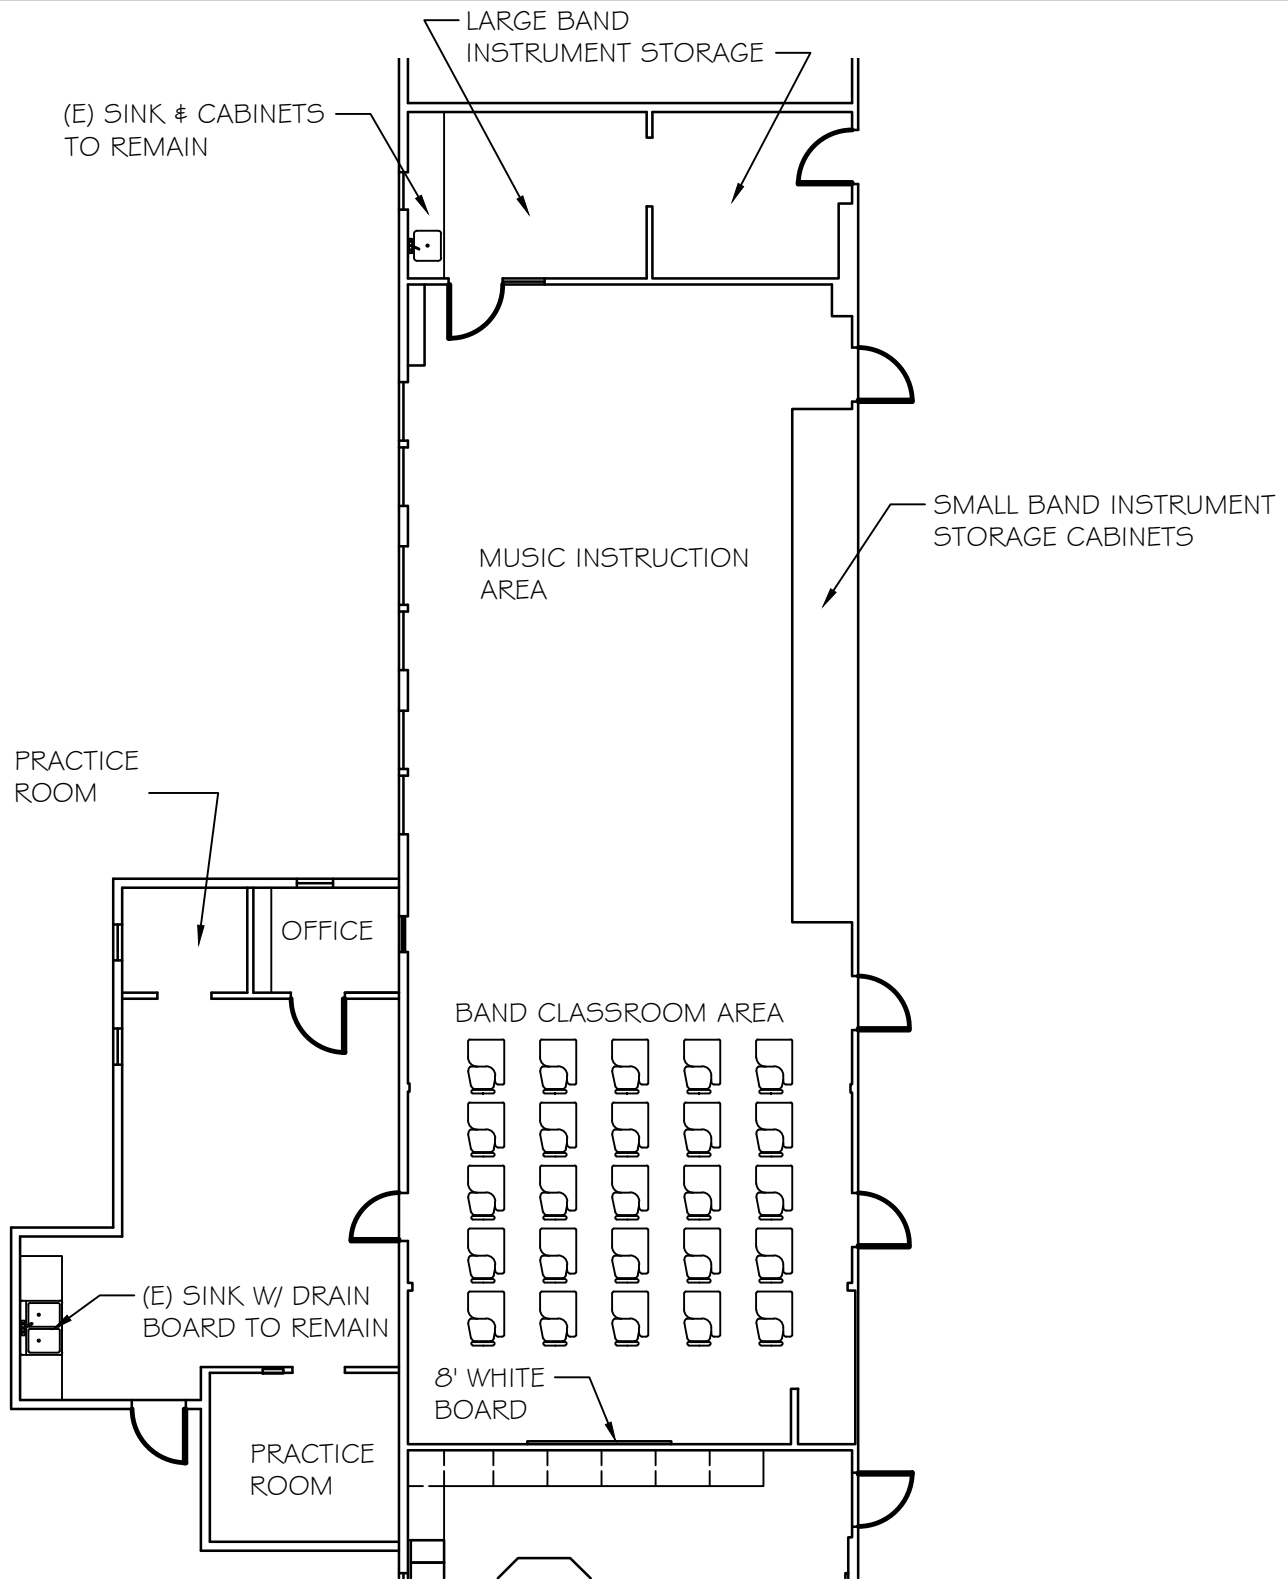 LARGE BAND
INSTRUMENT STORAGE
(E) SINK & CABINETS
TO REMAIN
SMALL BAND INSTRUMENT
STORAGE CABINETS
MUSIC INSTRUCTION
AREA
PRACTICE
ROOM
OFFICE
BAND CLASSROOM AREA
(E) SINK W/ DRAIN
BOARD TO REMAIN
8' WHITE
BOARD
PRACTICE
ROOM